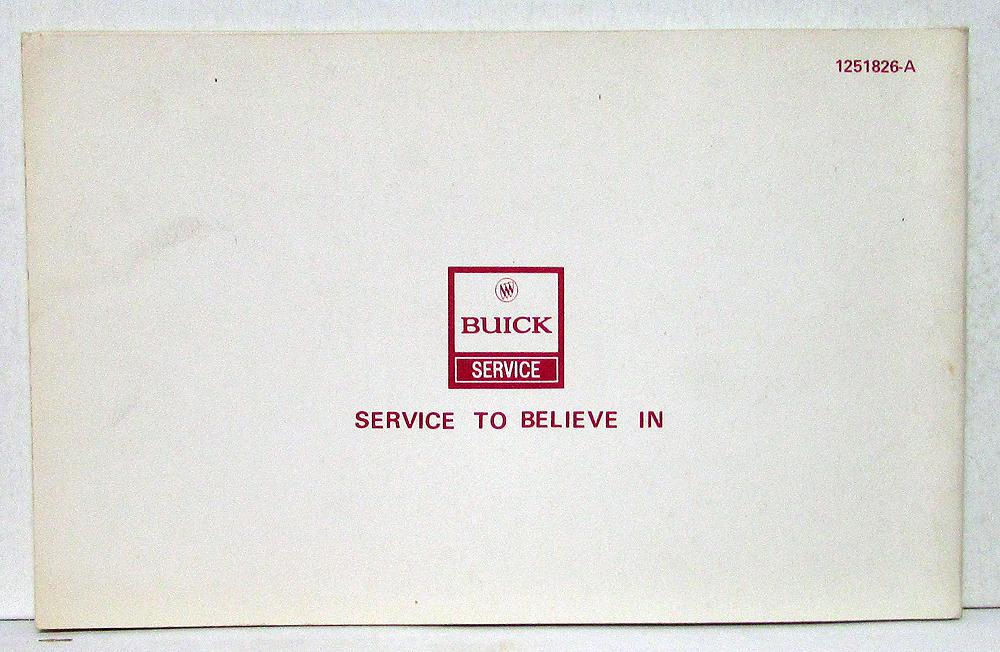 1251826-A
BUICK
SERVICE
SERVICE TO BELIEVE IN